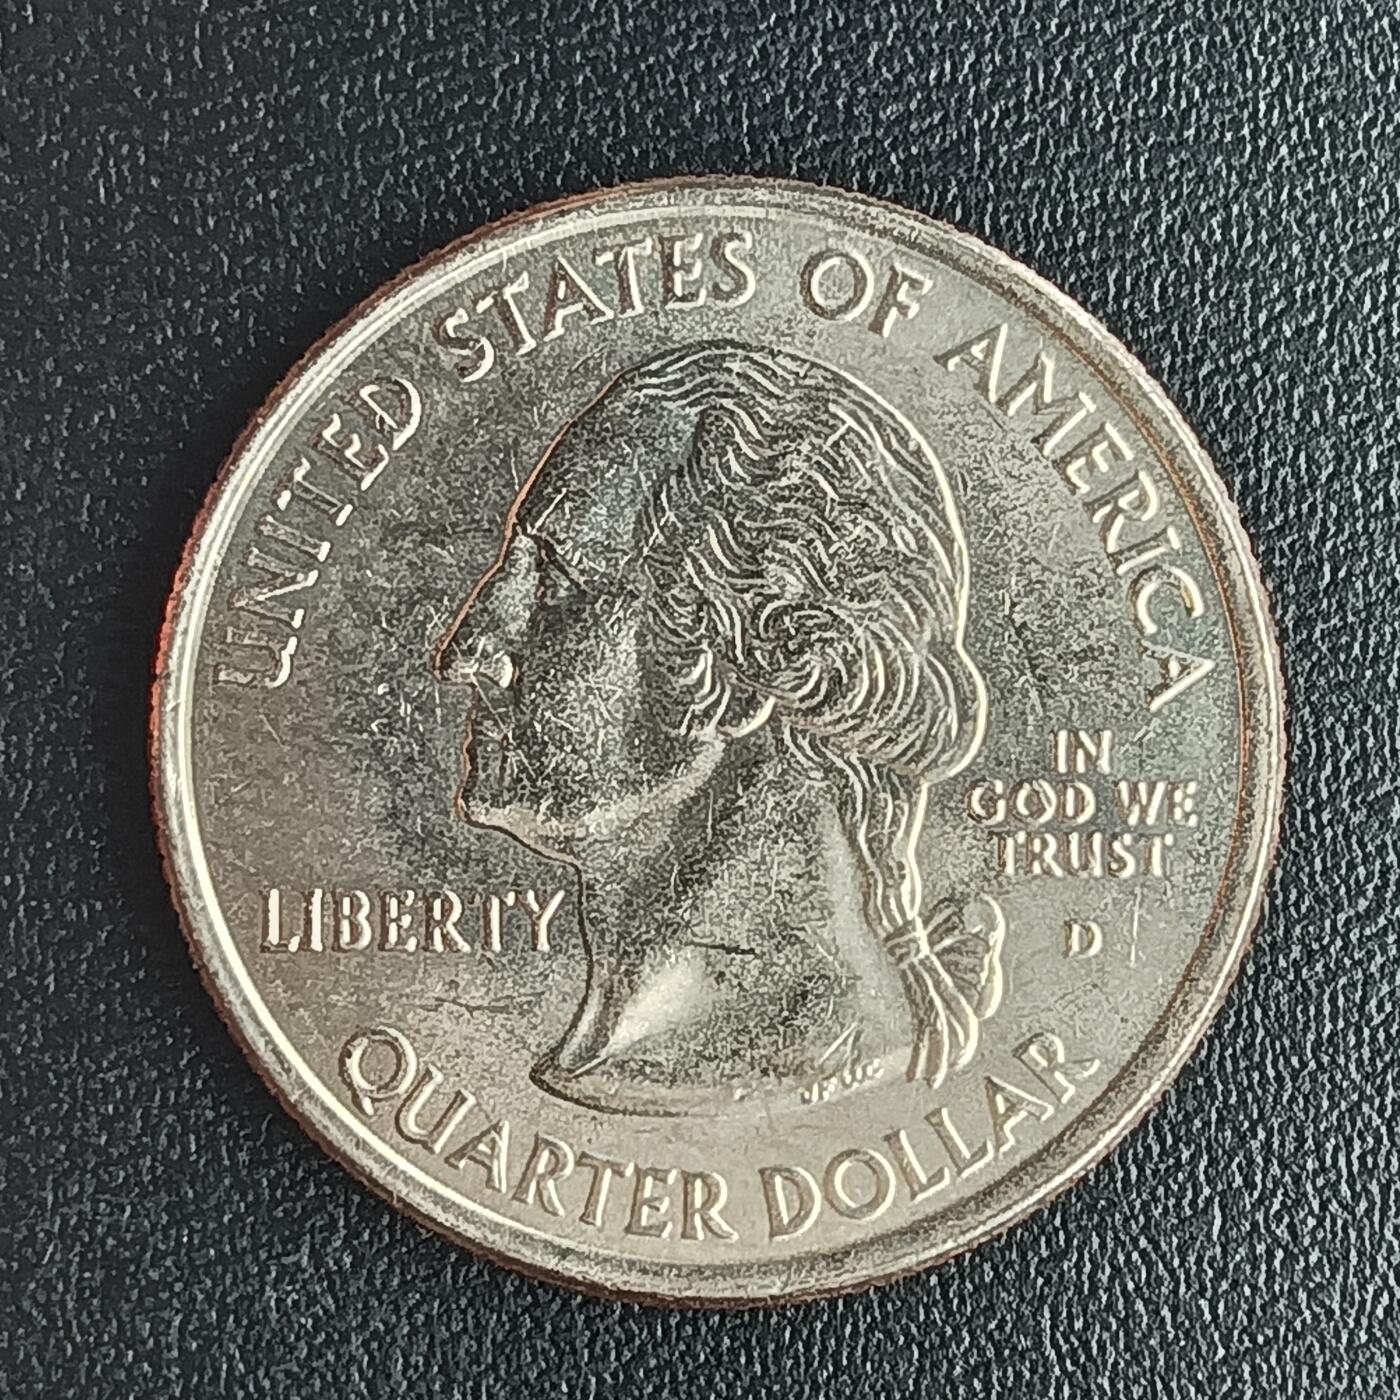 UNITED STATES OF AMERICA
IN
GOD WE
TRUST
LIBERTY
D
QUARTER DOLLAR